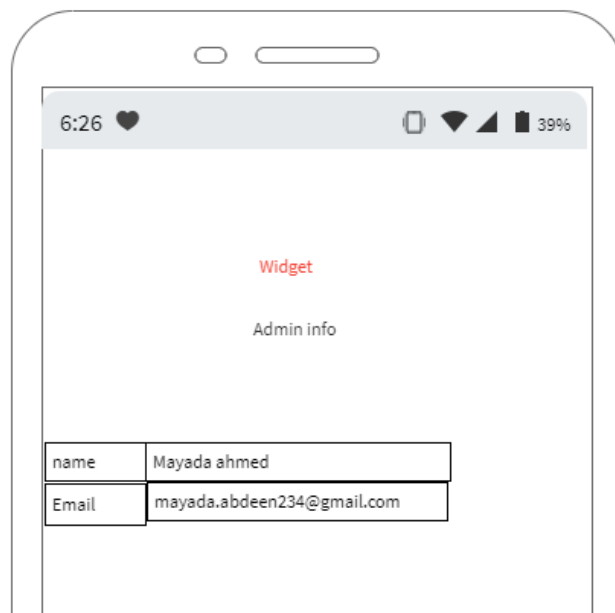 6:26 39%
Widget
Admin info
name Mayada ahmed
Email mayada.abdeen234@gmail.com